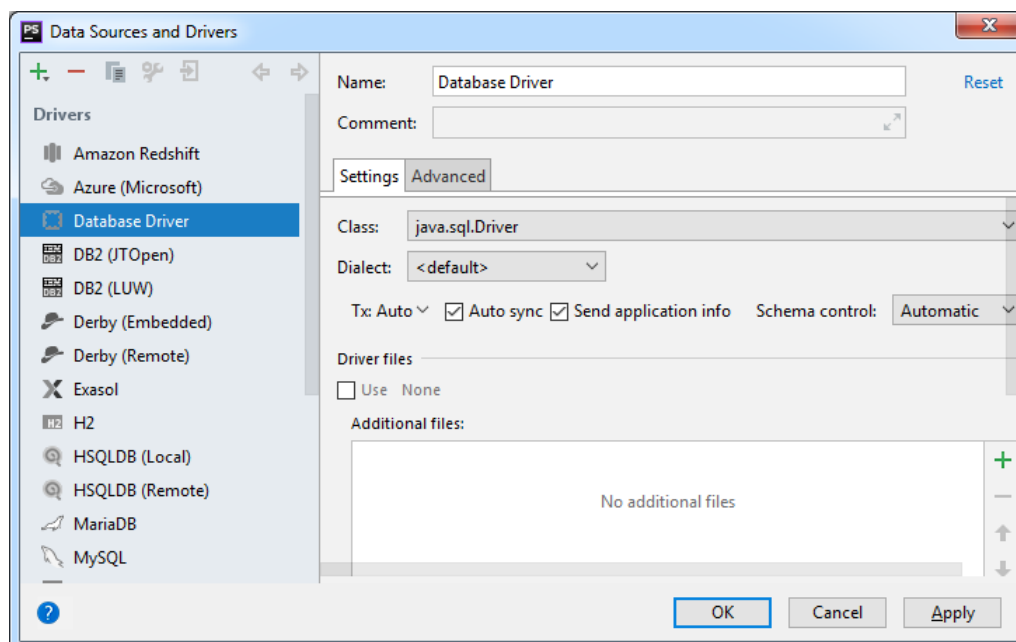 PS Data Sources and Drivers
Name: Database Driver Reset
Comment:
Drivers
Amazon Redshift
Azure (Microsoft)
Database Driver
DB2 (JTOpen)
DB2 (LUW)
Derby (Embedded)
Derby (Remote)
Exasol
H2 H2
HSQLDB (Local)
HSQLDB (Remote)
MariaDB
MySQL
Settings Advanced
Class: java.sql.Driver
Dialect: <default>
Tx: Auto Auto sync Send application info Schema control: Automatic
Driver files
Use None
Additional files:
No additional files
? OK Cancel Apply